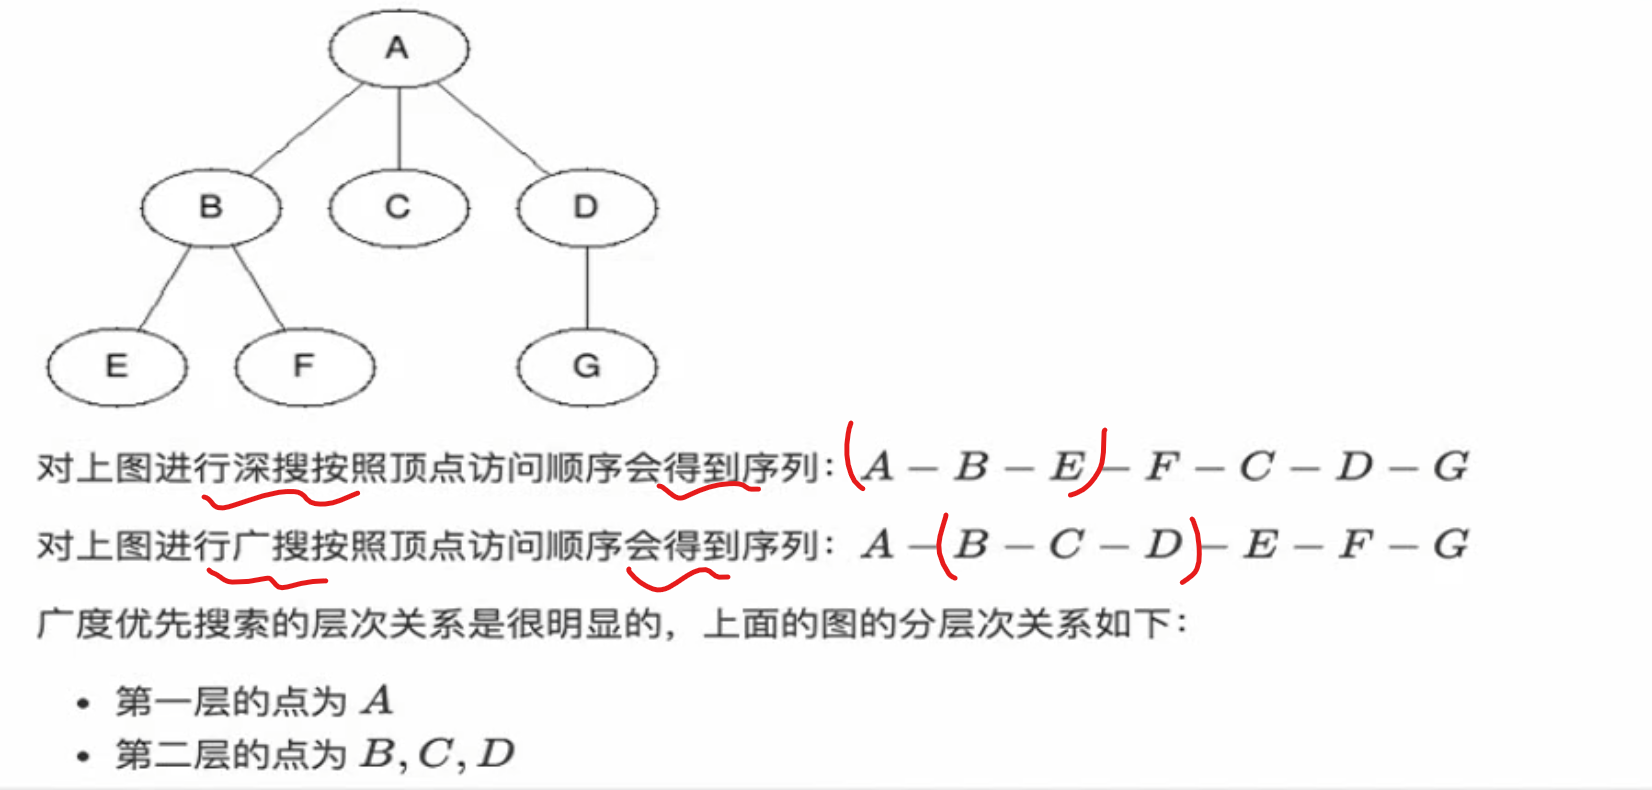 A
B C D
E F G
对上图进行深搜按照顶点访问顺序会得到序列：A − B − E − F − C − D − G
对上图进行广搜按照顶点访问顺序会得到序列：A − B − C − D − E − F − G
广度优先搜索的层次关系是很明显的，上面的图的分层次关系如下：
• 第一层的点为 A
• 第二层的点为 B, C, D